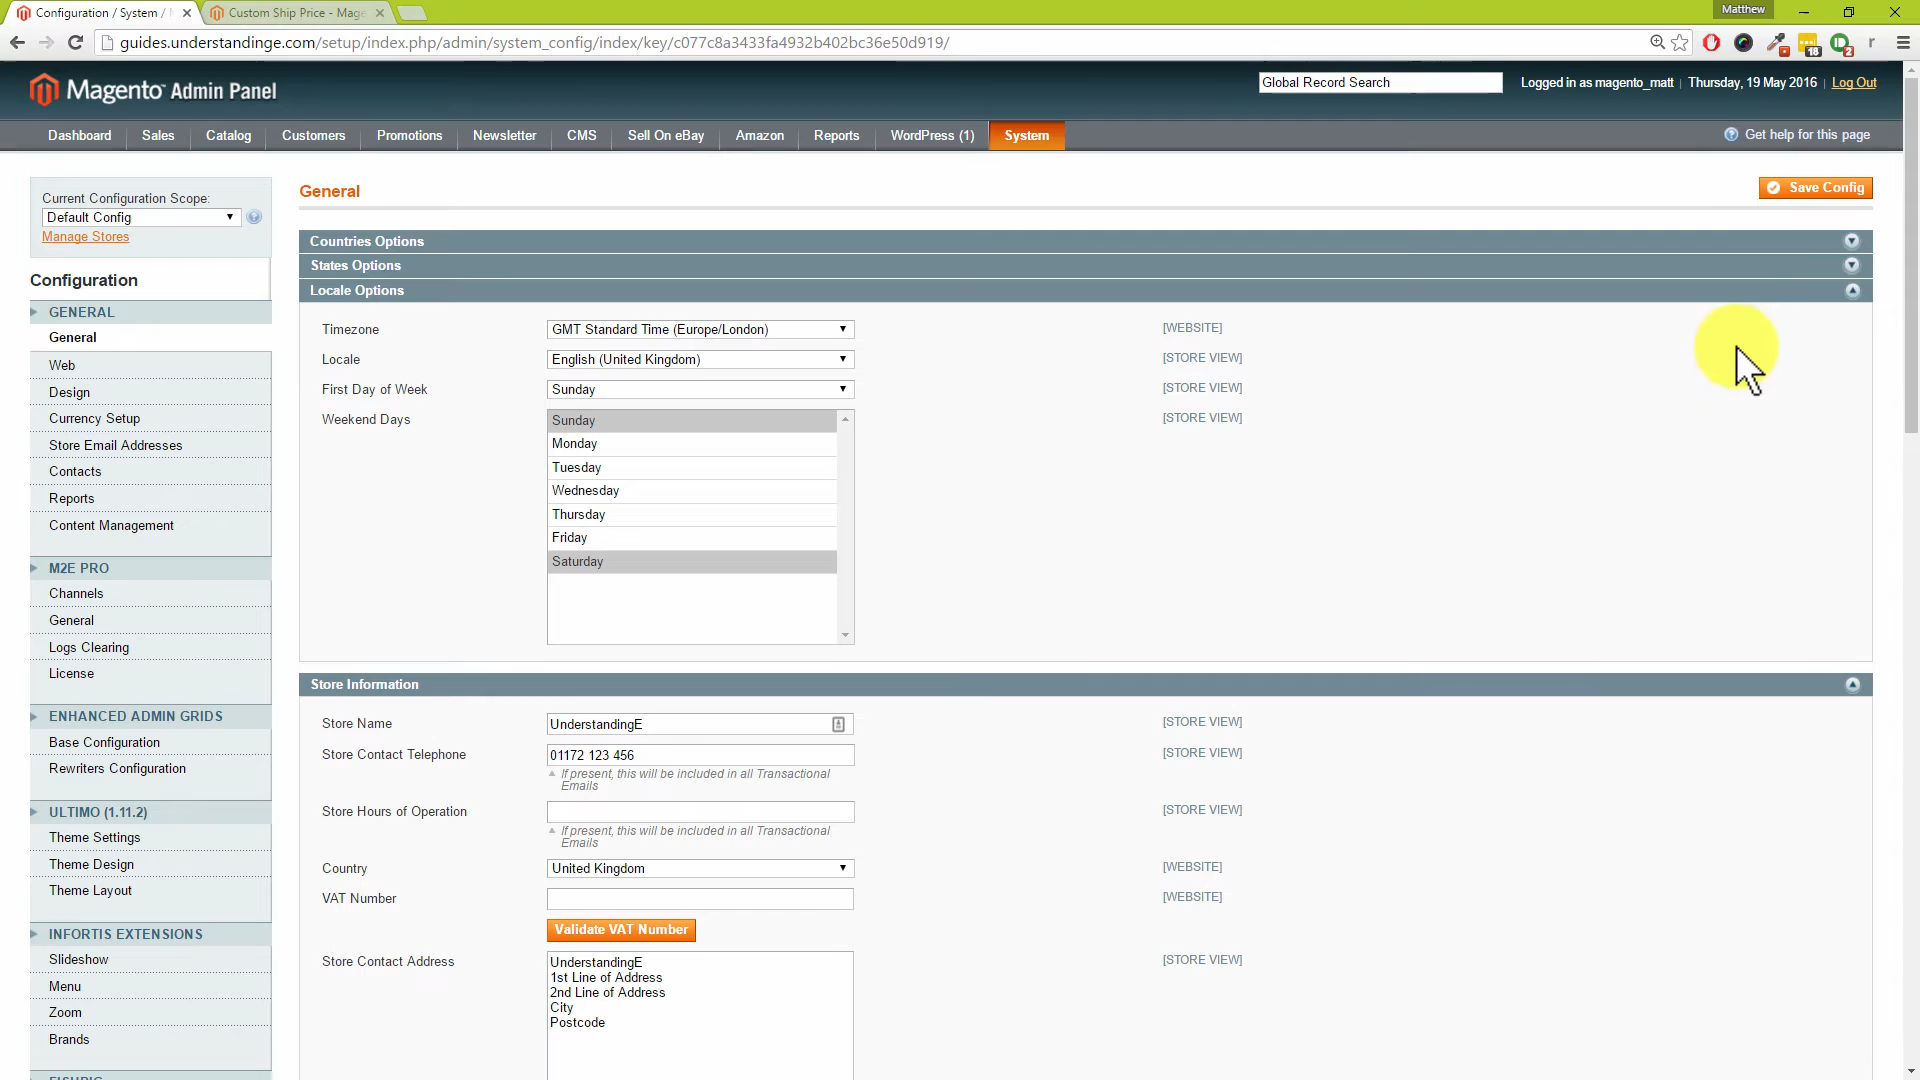 Configuration / System /
Custom Ship Price - Mage
Matthew
guides.understandinge.com/setup/index.php/admin/system_config/index/key/c077c8a3433fa4932b402bc36e50d919/
18
2
r
Magento Admin Panel
Global Record Search
Logged in as magento_matt | Thursday, 19 May 2016 | Log Out
Dashboard
Sales
Catalog
Customers
Promotions
Newsletter
CMS
Sell On eBay
Amazon
Reports
WordPress (1)
System
Get help for this page
Current Configuration Scope:
Default Config
Manage Stores
Configuration
GENERAL
General
Web
Design
Currency Setup
Store Email Addresses
Contacts
Reports
Content Management
M2E PRO
Channels
General
Logs Clearing
License
ENHANCED ADMIN GRIDS
Base Configuration
Rewriters Configuration
ULTIMO (1.11.2)
Theme Settings
Theme Design
Theme Layout
INFORTIS EXTENSIONS
Slideshow
Menu
Zoom
Brands
General
Save Config
Countries Options
States Options
Locale Options
Timezone GMT Standard Time (Europe/London) [WEBSITE]
Locale English (United Kingdom) [STORE VIEW]
First Day of Week Sunday [STORE VIEW]
Weekend Days Sunday [STORE VIEW]
Monday
Tuesday
Wednesday
Thursday
Friday
Saturday
Store Information
Store Name UnderstandingE [STORE VIEW]
Store Contact Telephone 01172 123 456 [STORE VIEW]
If present, this will be included in all Transactional
Emails
Store Hours of Operation [STORE VIEW]
If present, this will be included in all Transactional
Emails
Country United Kingdom [WEBSITE]
VAT Number [WEBSITE]
Validate VAT Number
Store Contact Address UnderstandingE [STORE VIEW]
1st Line of Address
2nd Line of Address
City
Postcode